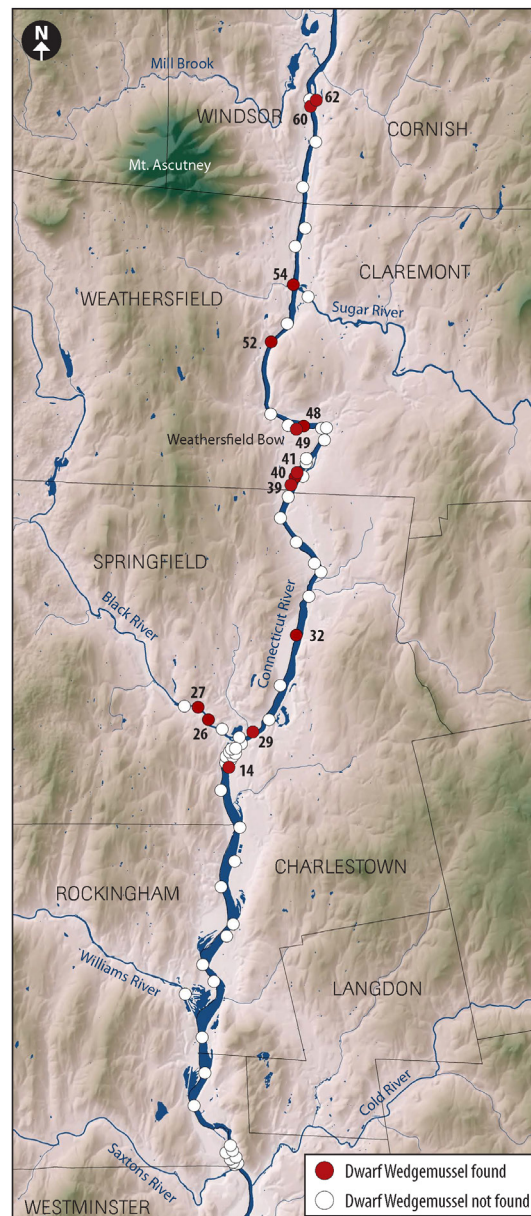 N
Mill Brook
62
WINDSOR
60
CORNISH
Mt. Ascutney
54
CLAREMONT
WEATHERSFIELD
Sugar River
52
48
Weathersfield Bow
49
41
40
39
SPRINGFIELD
Black River
Connecticut River
32
27
26
29
14
CHARLESTOWN
ROCKINGHAM
Williams River
LANGDON
Cold River
Saxtons River
WESTMINSTER
Dwarf Wedgemussel found
Dwarf Wedgemussel not found